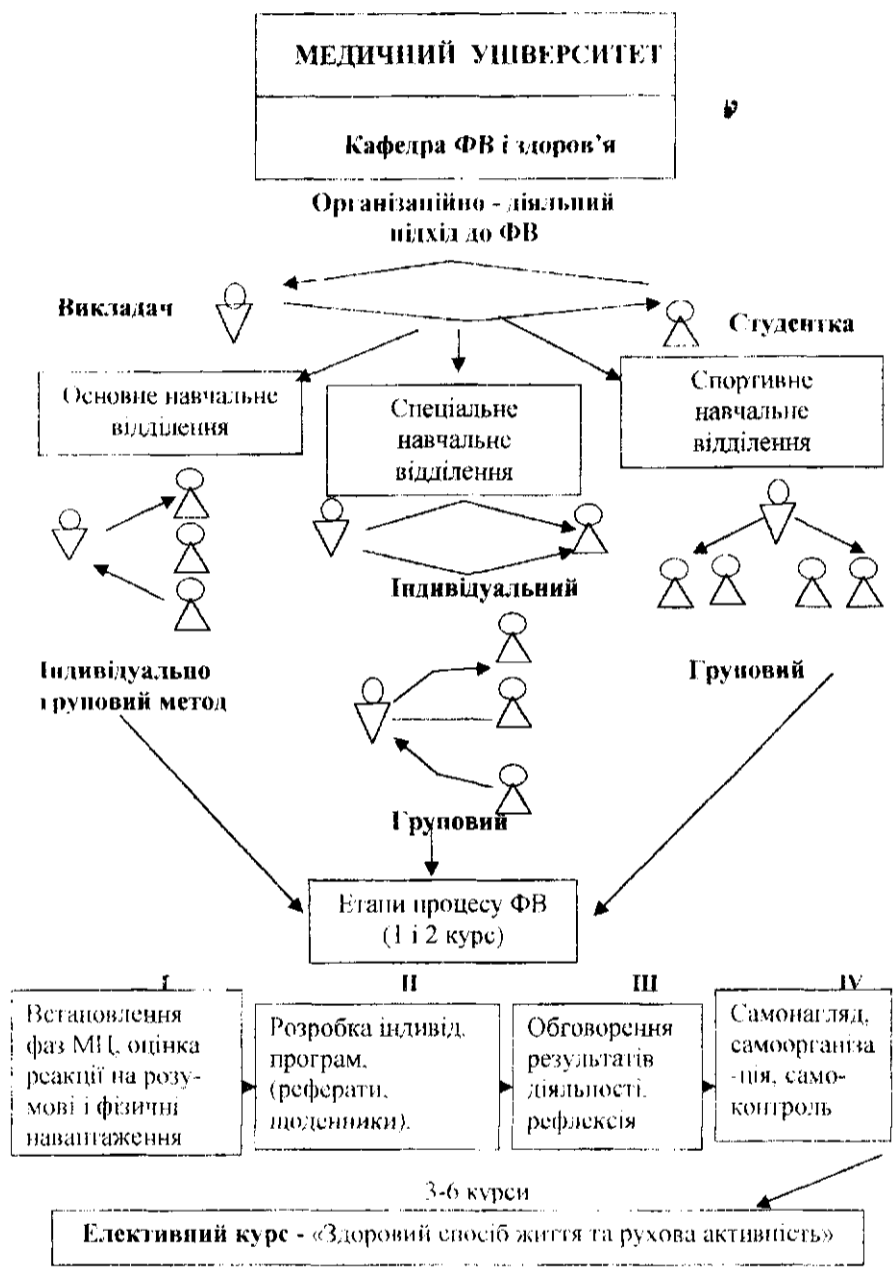 МЕДИЧНИЙ УНІВЕРСИТЕТ
Кафедра ФВ і здоров’я
Організаційно - діяльний
підхід до ФВ
Викладач
Студентка
Основне навчальне
відділення
Спеціальне
навчальне
відділення
Спортивне
навчальне
відділення
Індивідуальний
Індивідуально
груповий метод
Груповий
Груповий
Етапи процесу ФВ
(1 і 2 курс)
I
II
III
IV
Встановлення
фаз МЦ, оцінка
реакції на розу-
мові і фізичні
навантаження
Розробка індивід.
програм,
(реферати,
щоденники).
Обговорення
результатів
діяльності,
рефлексія
Самонагляд,
самоорганіза
-ція, само-
контроль
3-6 курси
Елективний курс - «Здоровий спосіб життя та рухова активність»